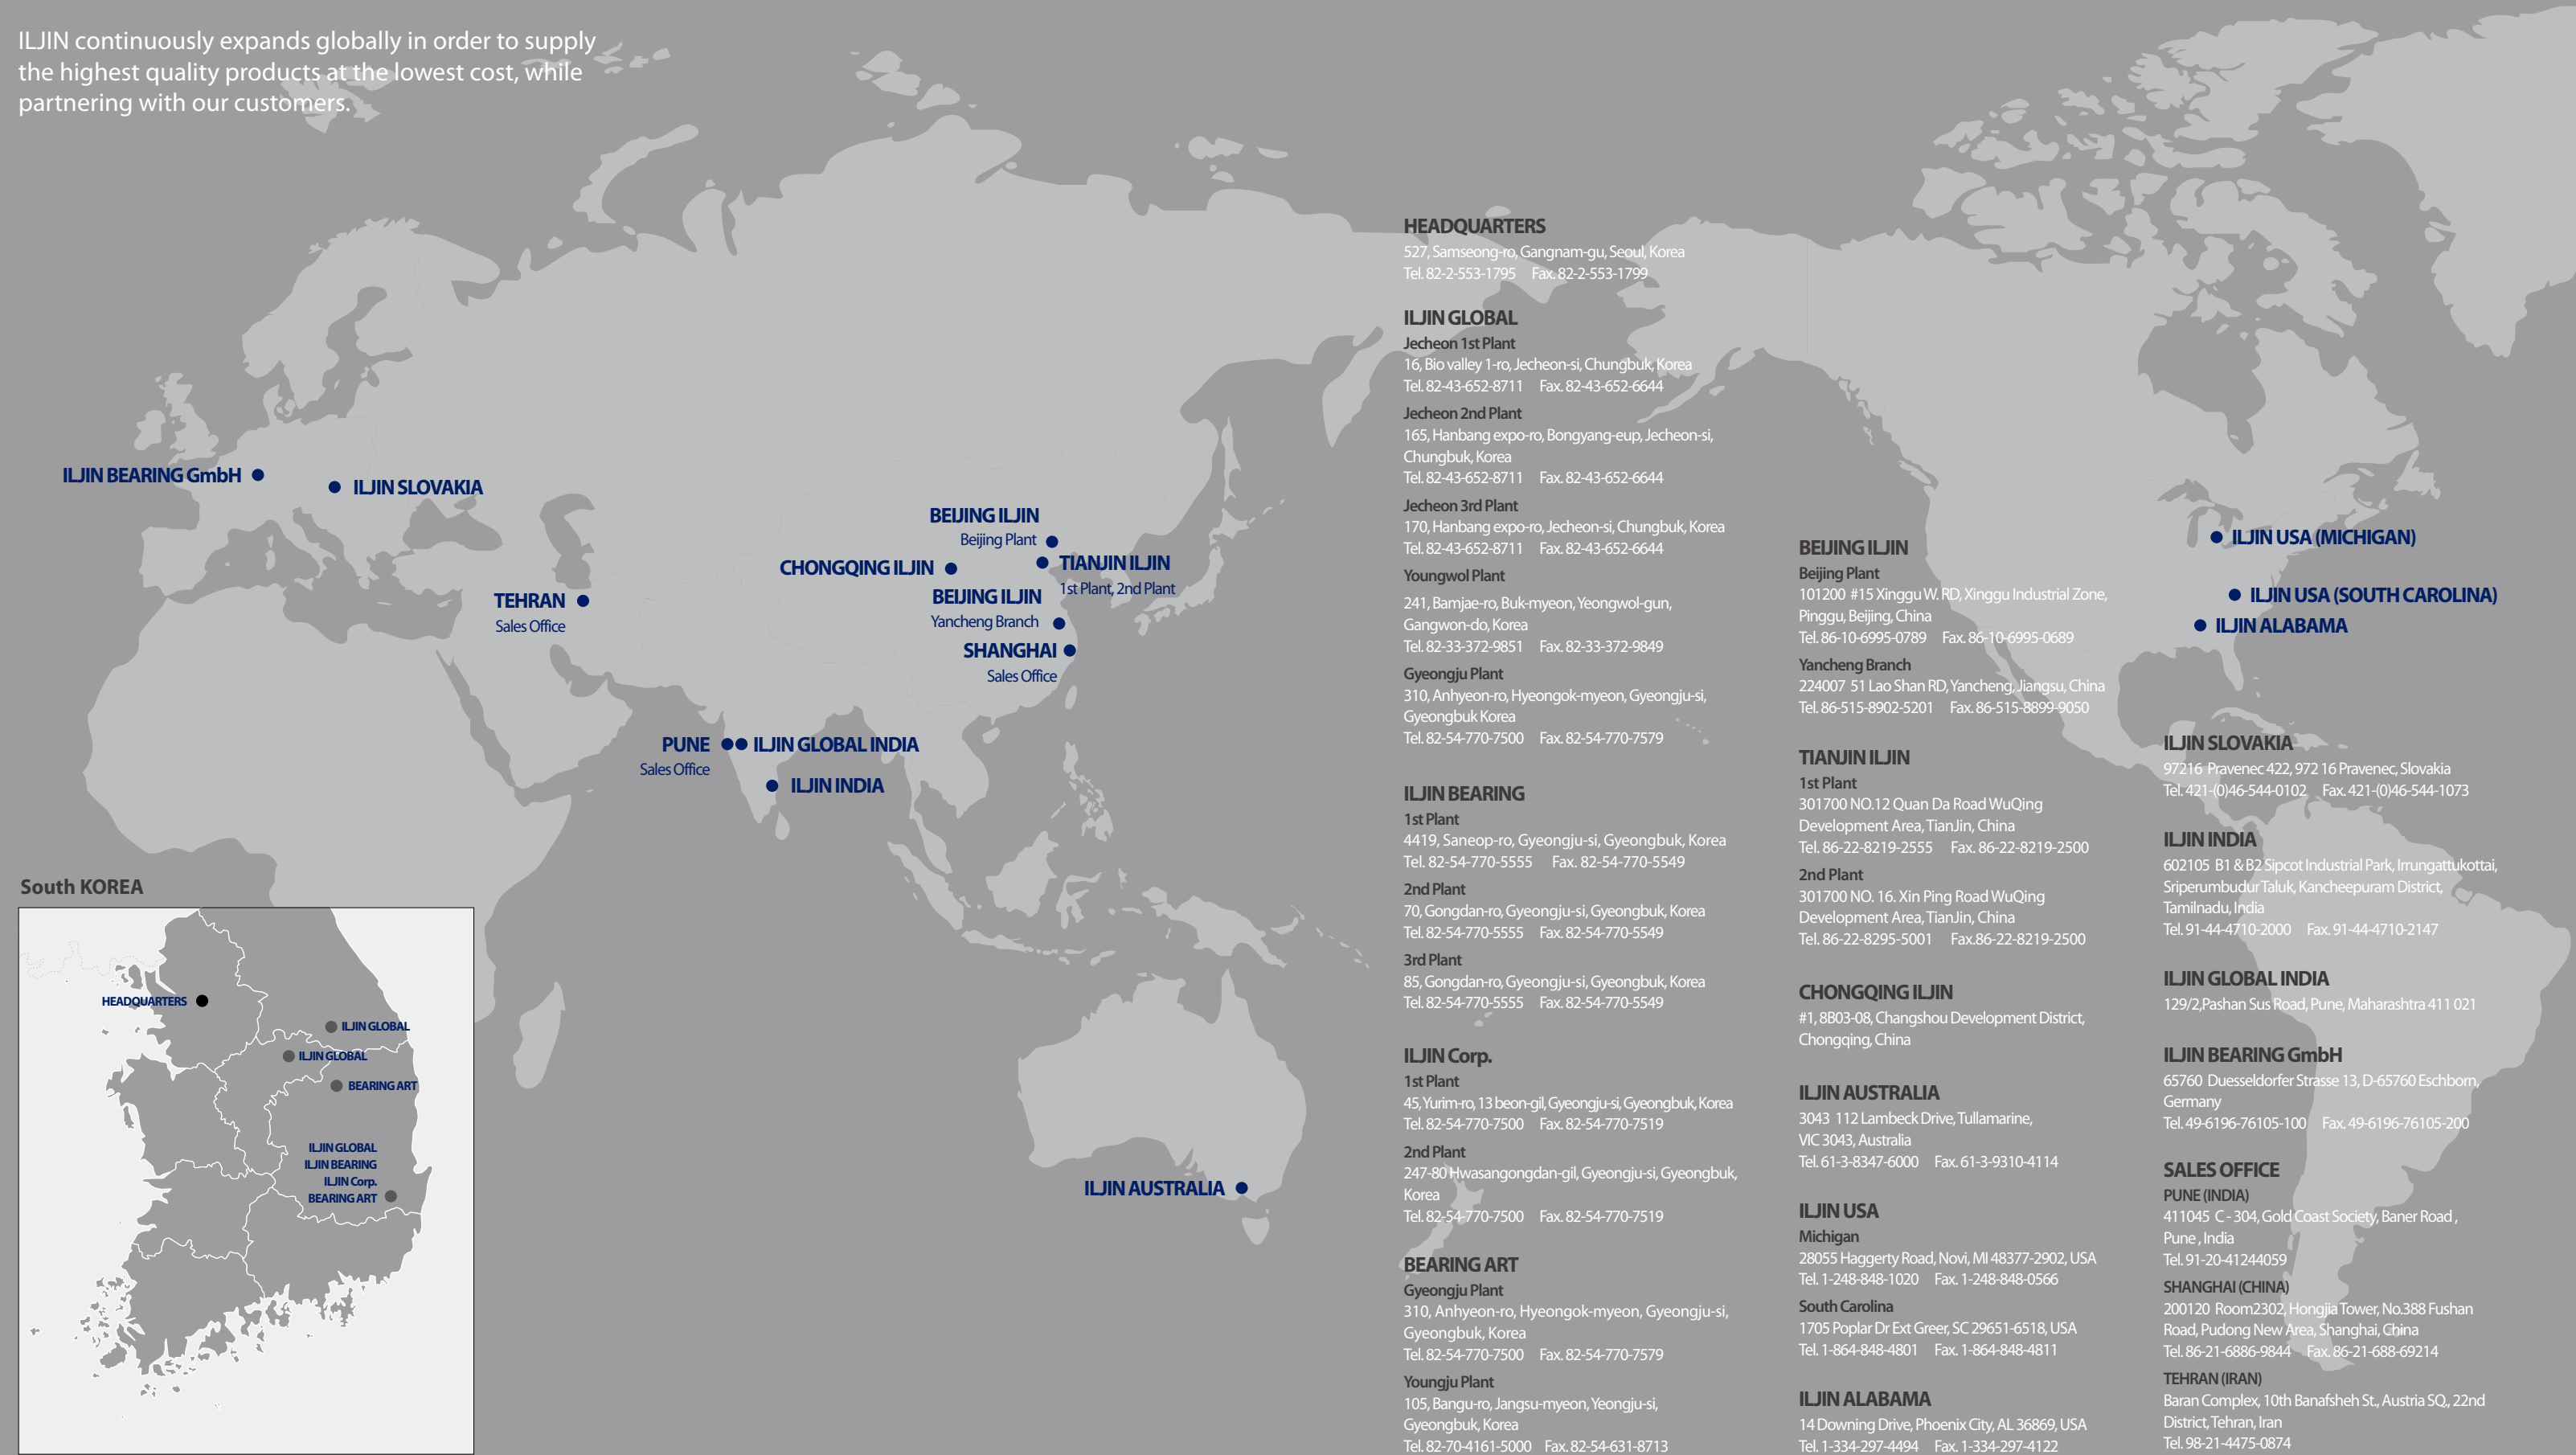 ILJIN continuously expands globally in order to supply
the highest quality products at the lowest cost, while
partnering with our customers.
ILJIN BEARING GmbH
ILJIN SLOVAKIA
TEHRAN
Sales Office
BEIJING ILJIN
Beijing Plant
CHONGQING ILJIN
TIANJIN ILJIN
1st Plant, 2nd Plant
BEIJING ILJIN
Yancheng Branch
SHANGHAI
Sales Office
PUNE
Sales Office
ILJIN GLOBAL INDIA
ILJIN INDIA
ILJIN AUSTRALIA
ILJIN USA (MICHIGAN)
ILJIN USA (SOUTH CAROLINA)
ILJIN ALABAMA
South KOREA
HEADQUARTERS
ILJIN GLOBAL
ILJIN GLOBAL
BEARING ART
ILJIN GLOBAL
ILJIN BEARING
ILJIN Corp.
BEARING ART
HEADQUARTERS
527, Samseong-ro, Gangnam-gu, Seoul, Korea
Tel. 82-2-553-1795 Fax. 82-2-553-1799
ILJIN GLOBAL
Jecheon 1st Plant
16, Bio valley 1-ro, Jecheon-si, Chungbuk, Korea
Tel. 82-43-652-8711 Fax. 82-43-652-6644
Jecheon 2nd Plant
165, Hanbang expo-ro, Bongyang-eup, Jecheon-si,
Chungbuk, Korea
Tel. 82-43-652-8711 Fax. 82-43-652-6644
Jecheon 3rd Plant
170, Hanbang expo-ro, Jecheon-si, Chungbuk, Korea
Tel. 82-43-652-8711 Fax. 82-43-652-6644
Youngwol Plant
241, Bamjae-ro, Buk-myeon, Yeongwol-gun,
Gangwon-do, Korea
Tel. 82-33-372-9851 Fax. 82-33-372-9849
Gyeongju Plant
310, Anhyeon-ro, Hyeongok-myeon, Gyeongju-si,
Gyeongbuk Korea
Tel. 82-54-770-7500 Fax. 82-54-770-7579
ILJIN BEARING
1st Plant
4419, Saneop-ro, Gyeongju-si, Gyeongbuk, Korea
Tel. 82-54-770-5555 Fax. 82-54-770-5549
2nd Plant
70, Gongdan-ro, Gyeongju-si, Gyeongbuk, Korea
Tel. 82-54-770-5555 Fax. 82-54-770-5549
3rd Plant
85, Gongdan-ro, Gyeongju-si, Gyeongbuk, Korea
Tel. 82-54-770-5555 Fax. 82-54-770-5549
ILJIN Corp.
1st Plant
45, Yurim-ro, 13 beon-gil, Gyeongju-si, Gyeongbuk, Korea
Tel. 82-54-770-7500 Fax. 82-54-770-7519
2nd Plant
247-80 Hwasangongdan-gil, Gyeongju-si, Gyeongbuk,
Korea
Tel. 82-54-770-7500 Fax. 82-54-770-7519
BEARING ART
Gyeongju Plant
310, Anhyeon-ro, Hyeongok-myeon, Gyeongju-si,
Gyeongbuk, Korea
Tel. 82-54-770-7500 Fax. 82-54-770-7579
Youngju Plant
105, Bangu-ro, Jangsu-myeon, Yeongju-si,
Gyeongbuk, Korea
Tel. 82-70-4161-5000 Fax. 82-54-631-8713
BEIJING ILJIN
Beijing Plant
101200 #15 Xinggu W. RD, Xinggu Industrial Zone,
Pinggu, Beijing, China
Tel. 86-10-6995-0789 Fax. 86-10-6995-0689
Yancheng Branch
224007 51 Lao Shan RD, Yancheng, Jiangsu, China
Tel. 86-515-8902-5201 Fax. 86-515-8899-9050
TIANJIN ILJIN
1st Plant
301700 NO.12 Quan Da Road WuQing
Development Area, TianJin, China
Tel. 86-22-8219-2555 Fax. 86-22-8219-2500
2nd Plant
301700 NO. 16. Xin Ping Road WuQing
Development Area, TianJin, China
Tel. 86-22-8295-5001 Fax.86-22-8219-2500
CHONGQING ILJIN
#1, 8B03-08, Changshou Development District,
Chongqing, China
ILJIN AUSTRALIA
3043 112 Lambeck Drive, Tullamarine,
VIC 3043, Australia
Tel. 61-3-8347-6000 Fax. 61-3-9310-4114
ILJIN USA
Michigan
28055 Haggerty Road, Novi, MI 48377-2902, USA
Tel. 1-248-848-1020 Fax. 1-248-848-0566
South Carolina
1705 Poplar Dr Ext Greer, SC 29651-6518, USA
Tel. 1-864-848-4801 Fax. 1-864-848-4811
ILJIN ALABAMA
14 Downing Drive, Phoenix City, AL 36869, USA
Tel. 1-334-297-4494 Fax. 1-334-297-4122
ILJIN SLOVAKIA
97216 Pravenec 422, 972 16 Pravenec, Slovakia
Tel. 421-(0)46-544-0102 Fax. 421-(0)46-544-1073
ILJIN INDIA
602105 B1 & B2 Sipcot Industrial Park, Irrungattukottai,
Sriperumbudur Taluk, Kancheepuram District,
Tamilnadu, India
Tel. 91-44-4710-2000 Fax. 91-44-4710-2147
ILJIN GLOBAL INDIA
129/2,Pashan Sus Road, Pune, Maharashtra 411 021
ILJIN BEARING GmbH
65760 Duesseldorfer Strasse 13, D-65760 Eschborn,
Germany
Tel. 49-6196-76105-100 Fax. 49-6196-76105-200
SALES OFFICE
PUNE (INDIA)
411045 C - 304, Gold Coast Society, Baner Road ,
Pune , India
Tel. 91-20-41244059
SHANGHAI (CHINA)
200120 Room2302, Hongjia Tower, No.388 Fushan
Road, Pudong New Area, Shanghai, China
Tel. 86-21-6886-9844 Fax. 86-21-688-69214
TEHRAN (IRAN)
Baran Complex, 10th Banafsheh St., Austria SQ., 22nd
District, Tehran, Iran
Tel. 98-21-4475-0874